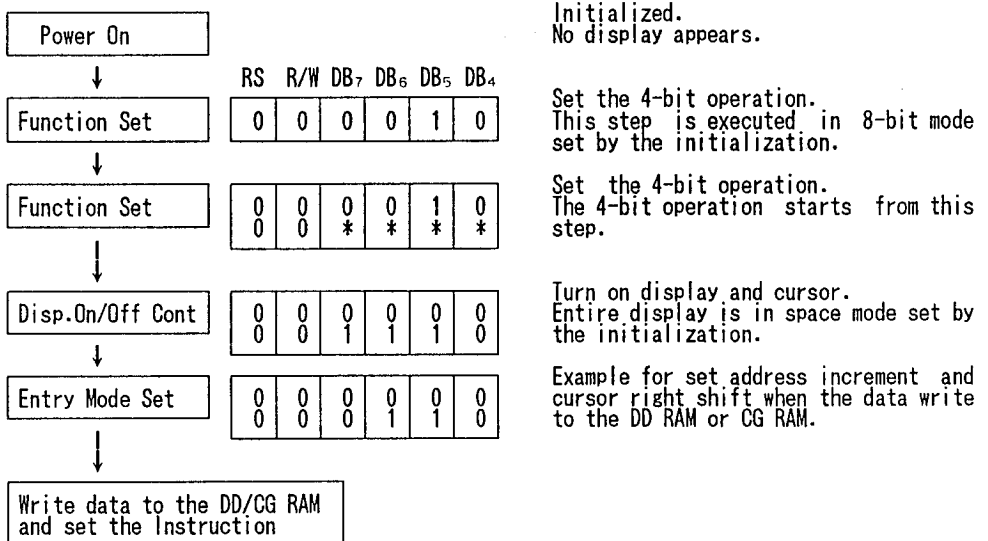 Power On
Initialized.
No display appears.
RS R/W DB7 DB6 DB5 DB4
Function Set
0 0 0 0 1 0
Set the 4-bit operation.
This step is executed in 8-bit mode
set by the initialization.
Function Set
0 0 0 0 1 0
0 0 * * * *
Set the 4-bit operation.
The 4-bit operation starts from this
step.
Disp.On/Off Cont
0 0 0 0 0 0
0 0 1 1 1 0
Turn on display and cursor.
Entire display is in space mode set by
the initialization.
Entry Mode Set
0 0 0 0 0 0
0 0 0 1 1 0
Example for set address increment and
cursor right shift when the data write
to the DD RAM or CG RAM.
Write data to the DD/CG RAM
and set the Instruction